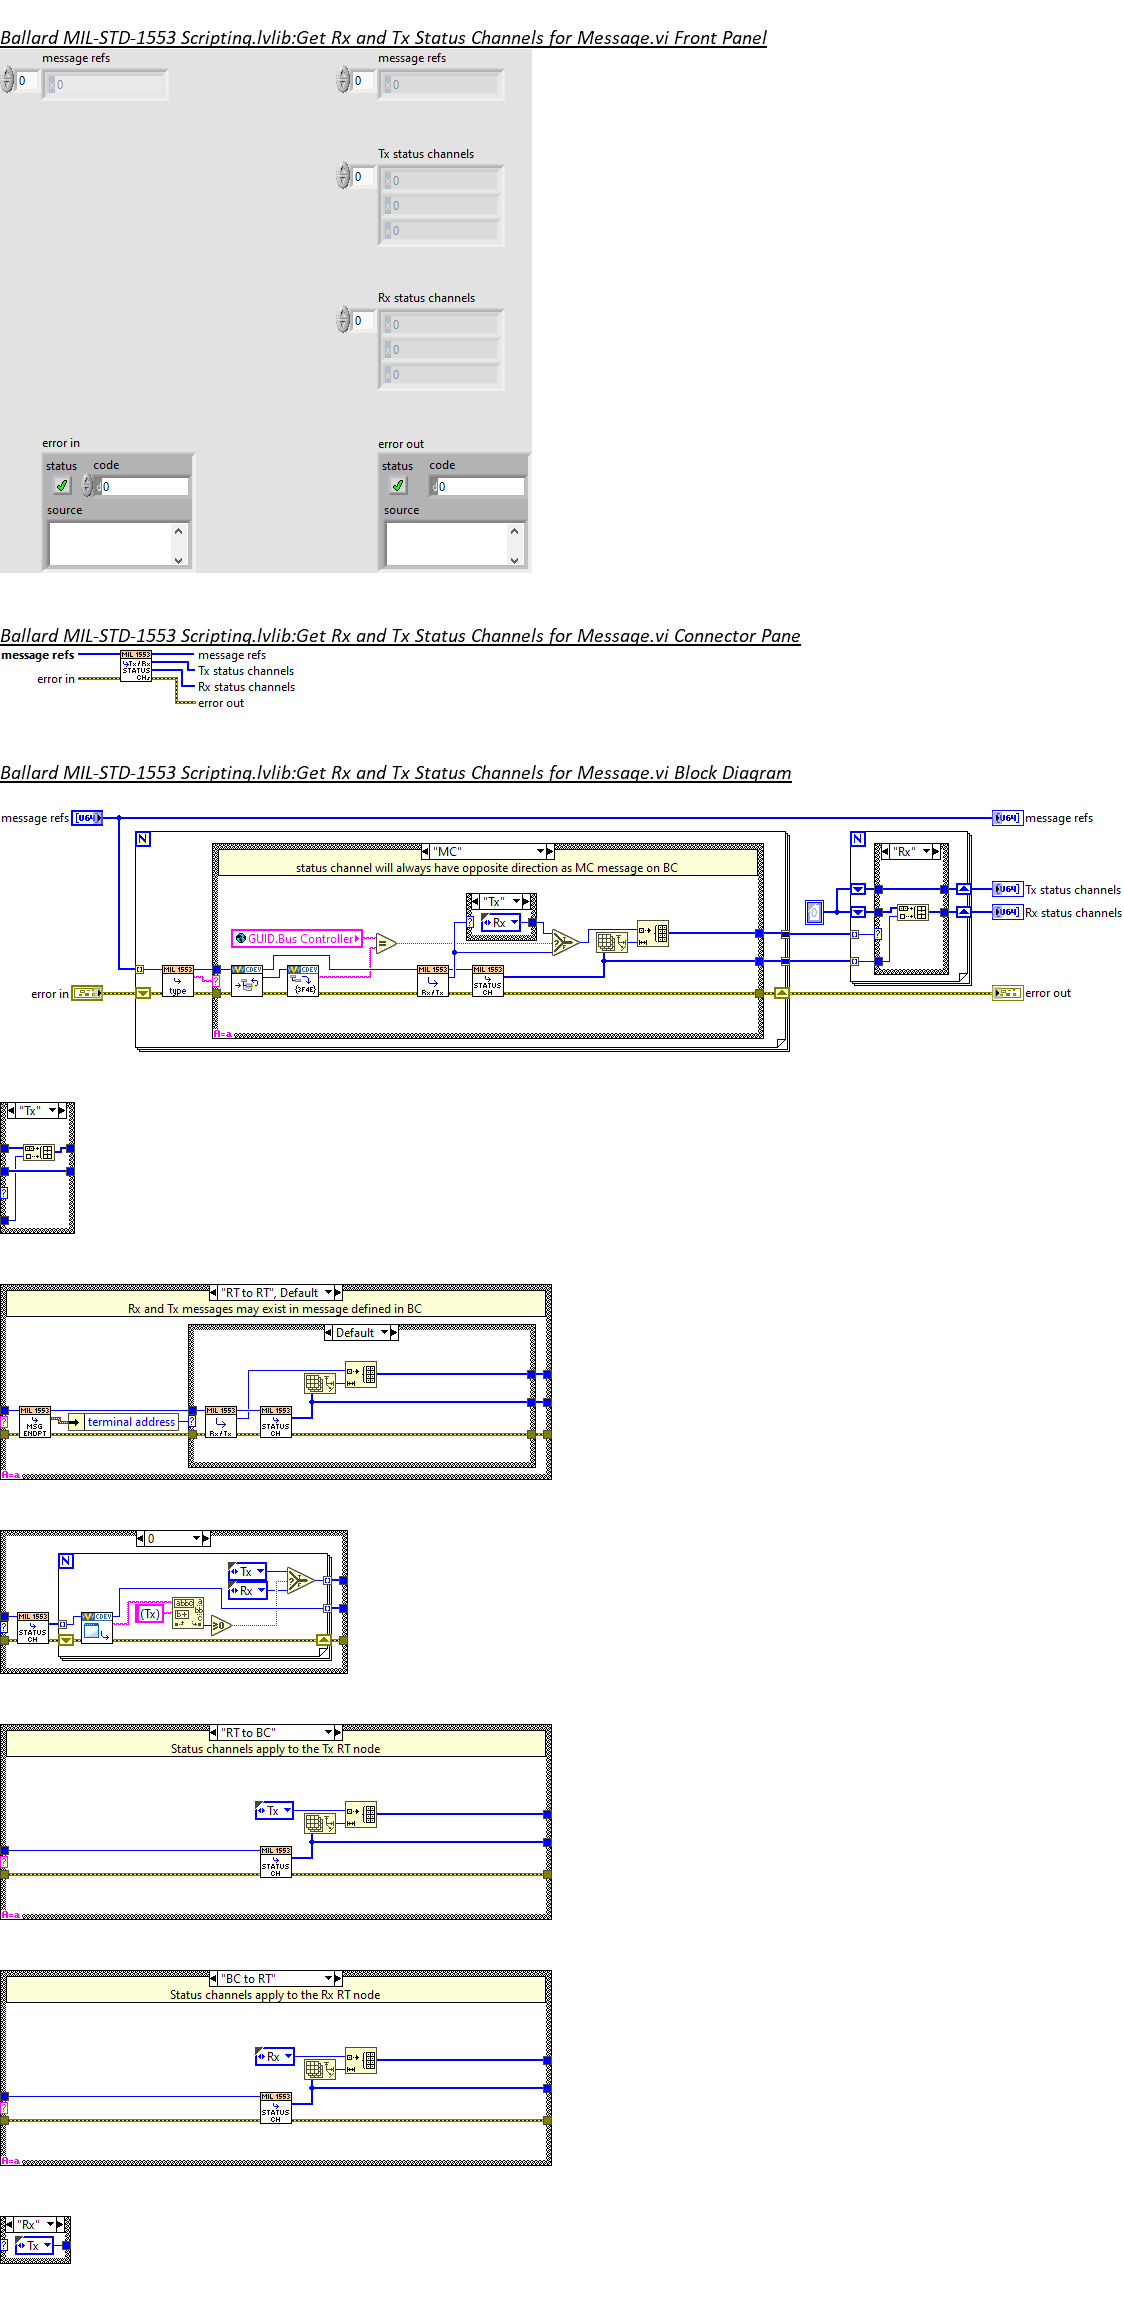 Ballard MIL-STD-1553 Scripting.lvlib:Get Rx and Tx Status Channels for Message.vi Front Panel
message refs
message refs
0
x 0
0
x 0
Tx status channels
0
x 0
x 0
x 0
Rx status channels
0
x 0
x 0
x 0
error in
error out
status
code
status
code
d 0
d 0
source
source
Ballard MIL-STD-1553 Scripting.lvlib:Get Rx and Tx Status Channels for Message.vi Connector Pane
message refs
MIL 1553
Tx/Rx
STATUS
CH
message refs
Tx status channels
error in
Rx status channels
error out
Ballard MIL-STD-1553 Scripting.lvlib:Get Rx and Tx Status Channels for Message.vi Block Diagram
message refs
[U64]
[U64]
message refs
N
N
"MC"
"Rx"
status channel will always have opposite direction as MC message on BC
"Tx"
Rx
0
[U64]
Tx status channels
[U64]
Rx status channels
GUID.Bus Controller
=
MIL 1553
type
CDEV
CDEV
{3F4E}
MIL 1553
Rx/Tx
MIL 1553
STATUS
CH
error in
error out
A=a
"Tx"
"RT to RT", Default
Rx and Tx messages may exist in message defined in BC
Default
MIL 1553
MSG
ENDPT
terminal address
MIL 1553
Rx/Tx
MIL 1553
STATUS
CH
A=a
0
N
Tx
Rx
(Tx)
≥0
MIL 1553
STATUS
CH
CDEV
"RT to BC"
Status channels apply to the Tx RT node
Tx
MIL 1553
STATUS
CH
A=a
"BC to RT"
Status channels apply to the Rx RT node
Rx
MIL 1553
STATUS
CH
A=a
"Rx"
Tx